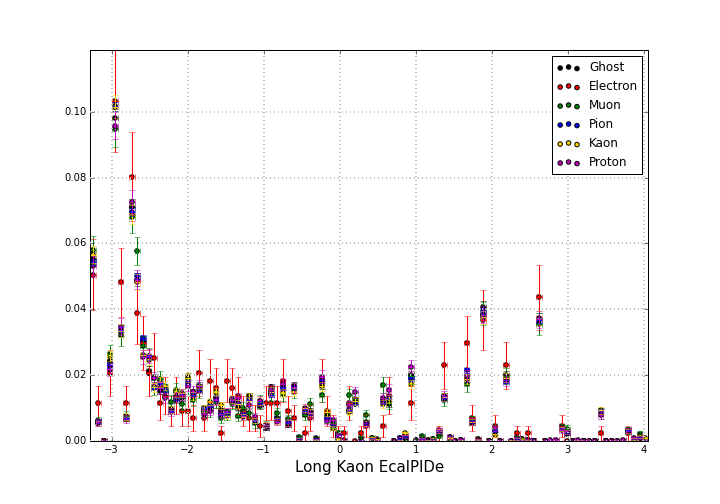 0.10
0.08
0.06
0.04
0.02
0.00
Ghost
Electron
Muon
Pion
Kaon
Proton
−3 −2 −1 0 1 2 3 4
Long Kaon EcalPIDe